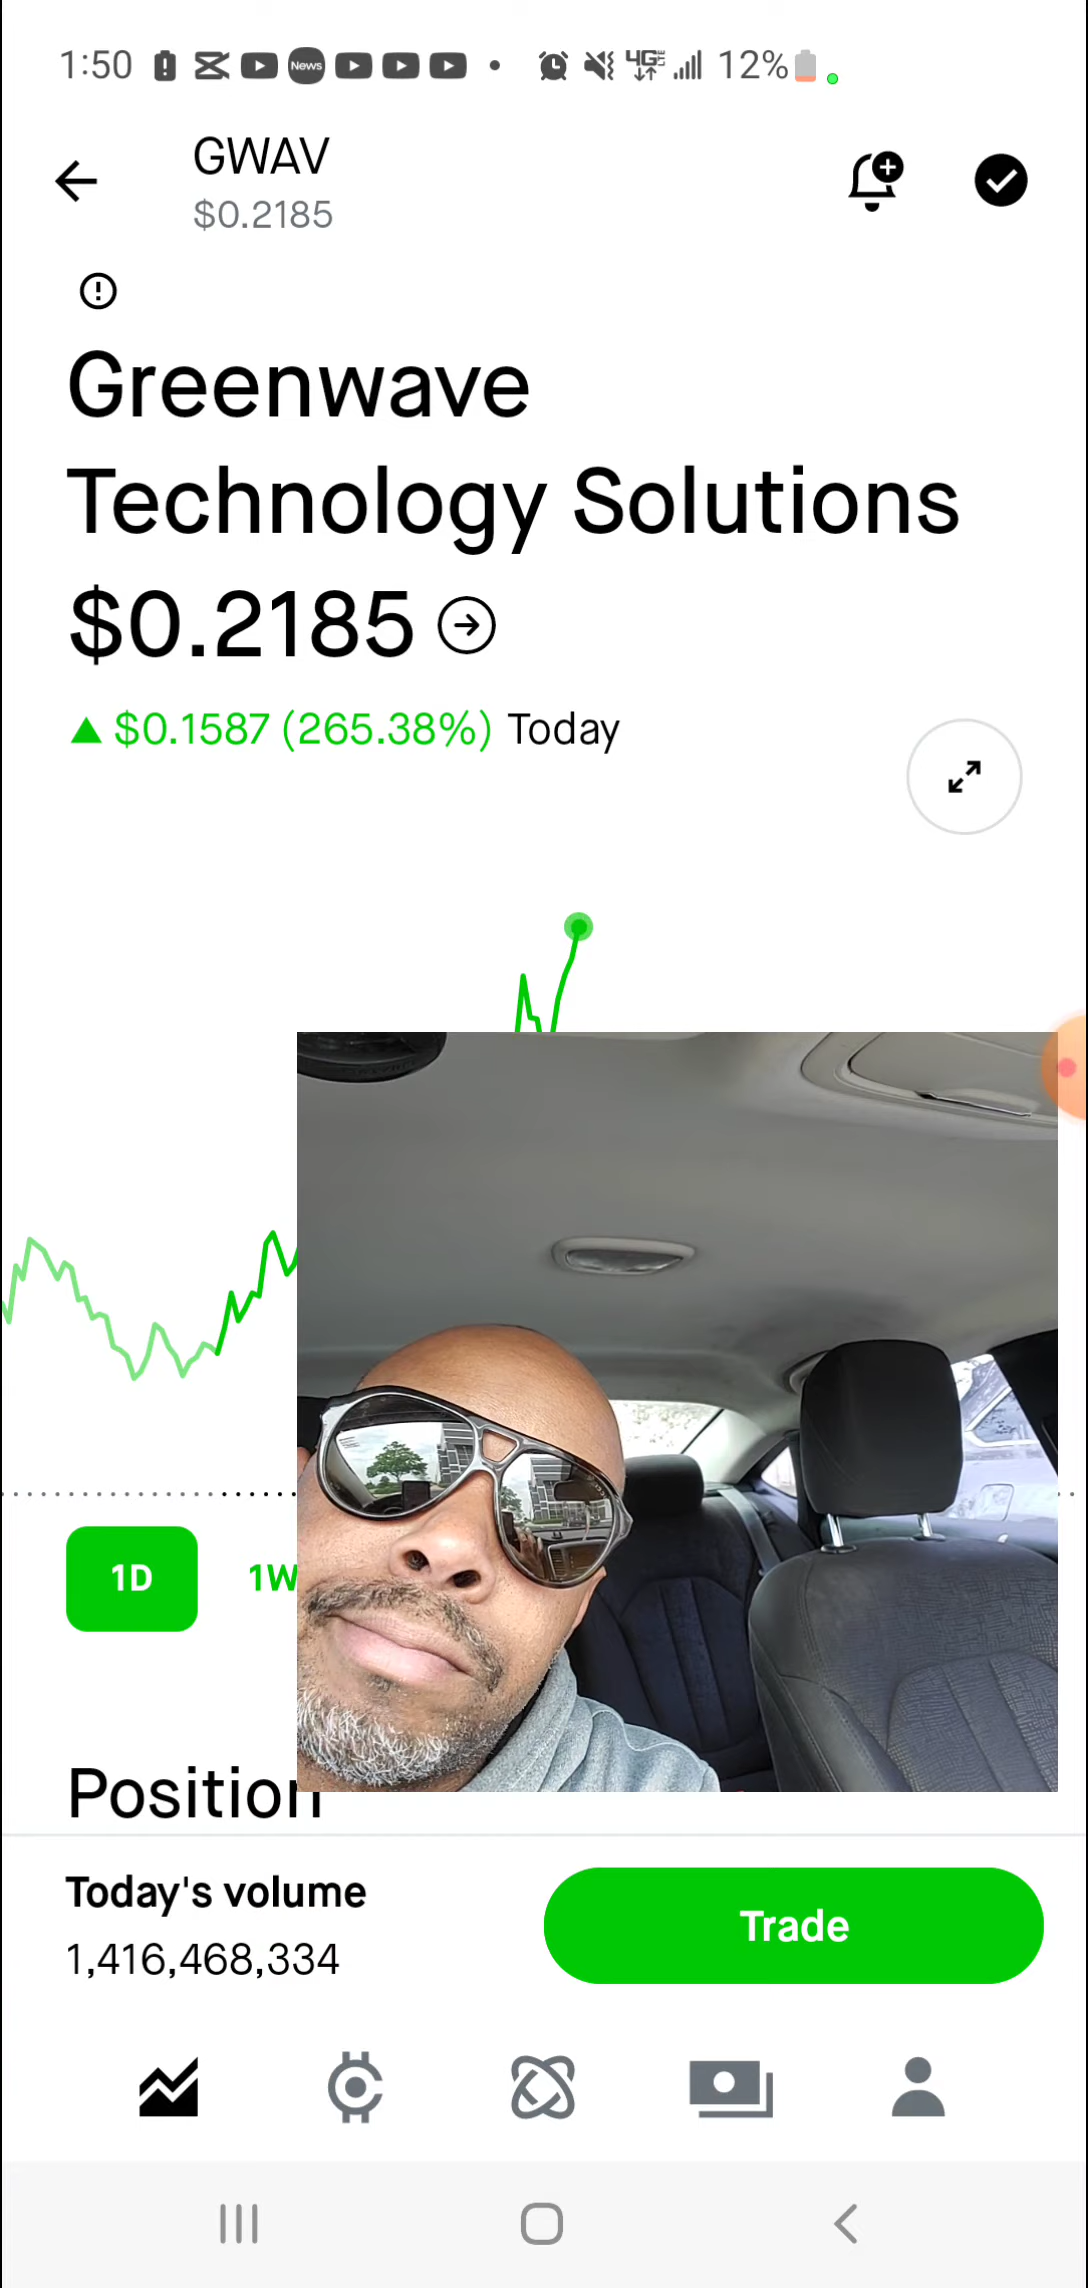 1:50 News 4GE 12%
GWAV
$0.2185
Greenwave
Technology Solutions
$0.2185
▲ $0.1587 (265.38%) Today
1D 1W
Position
Today's volume
1,416,468,334
Trade